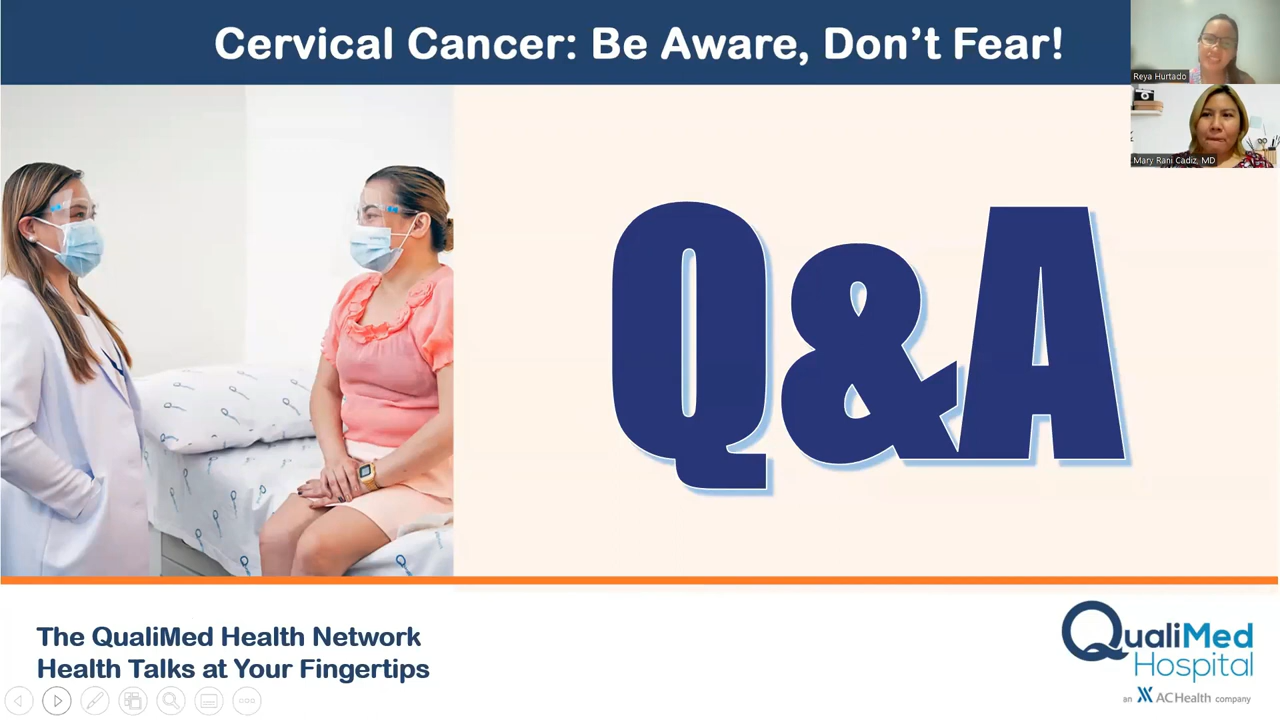 Cervical Cancer: Be Aware, Don't Fear!
Reya Hurtado
Mary Rani Cadiz, MD
Q&A
The QualiMed Health Network
Health Talks at Your Fingertips
QualiMed
Hospital
an ACHealth company